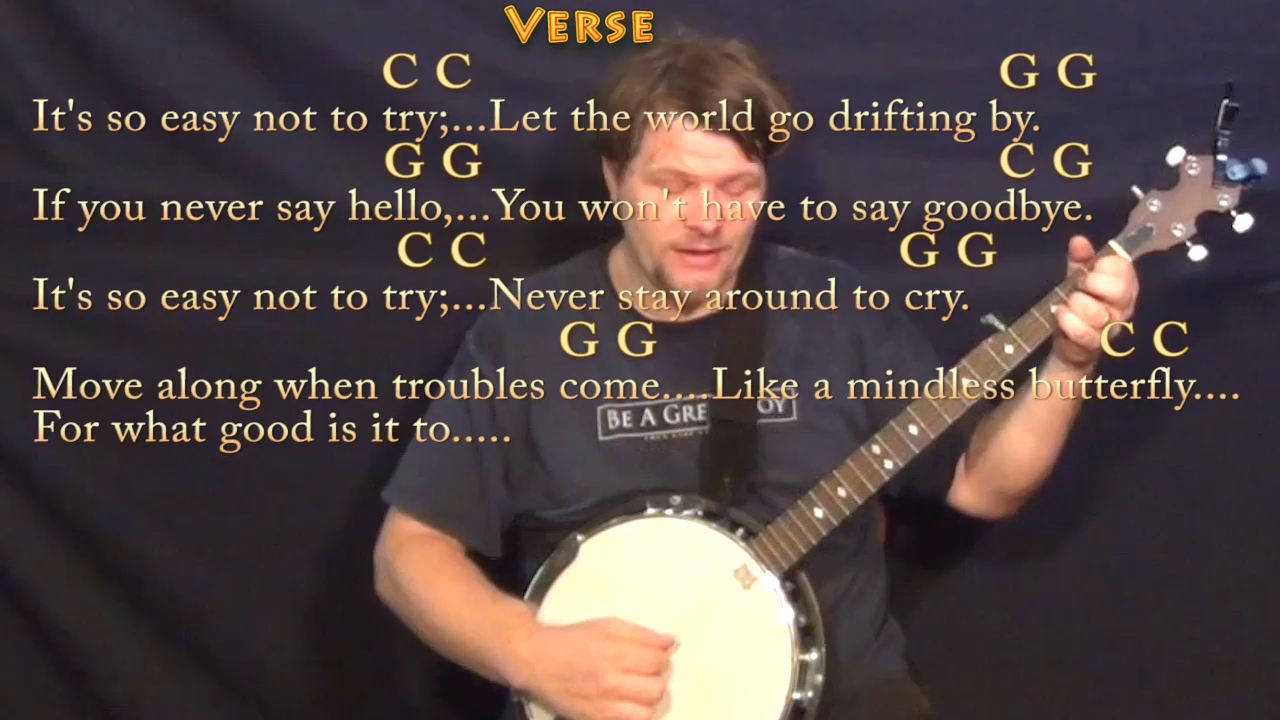 VERSE
C C G G
It's so easy not to try;...Let the world go drifting by.
G G C G
If you never say hello,...You won't have to say goodbye.
C C G G
It's so easy not to try;...Never stay around to cry.
G G C C
Move along when troubles come....Like a mindless butterfly....
BE A GRE OY
For what good is it to.....